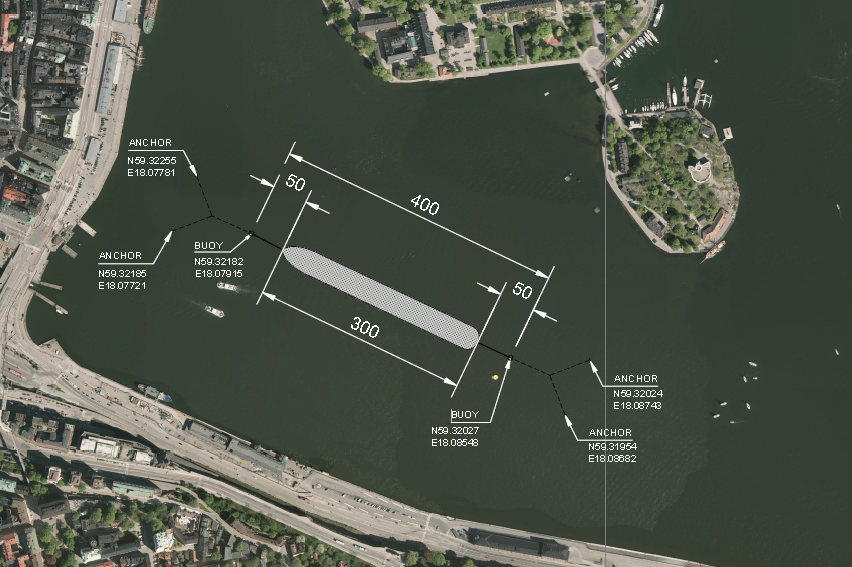 ANCHOR
N59.32255
E18.07781
50
400
ANCHOR
N59.32185
E18.07721
BUOY
N59.32182
E18.07915
50
300
ANCHOR
N59.32024
E18.08743
BUOY
N59.32027
E18.08548
ANCHOR
N59.31954
E18.08682